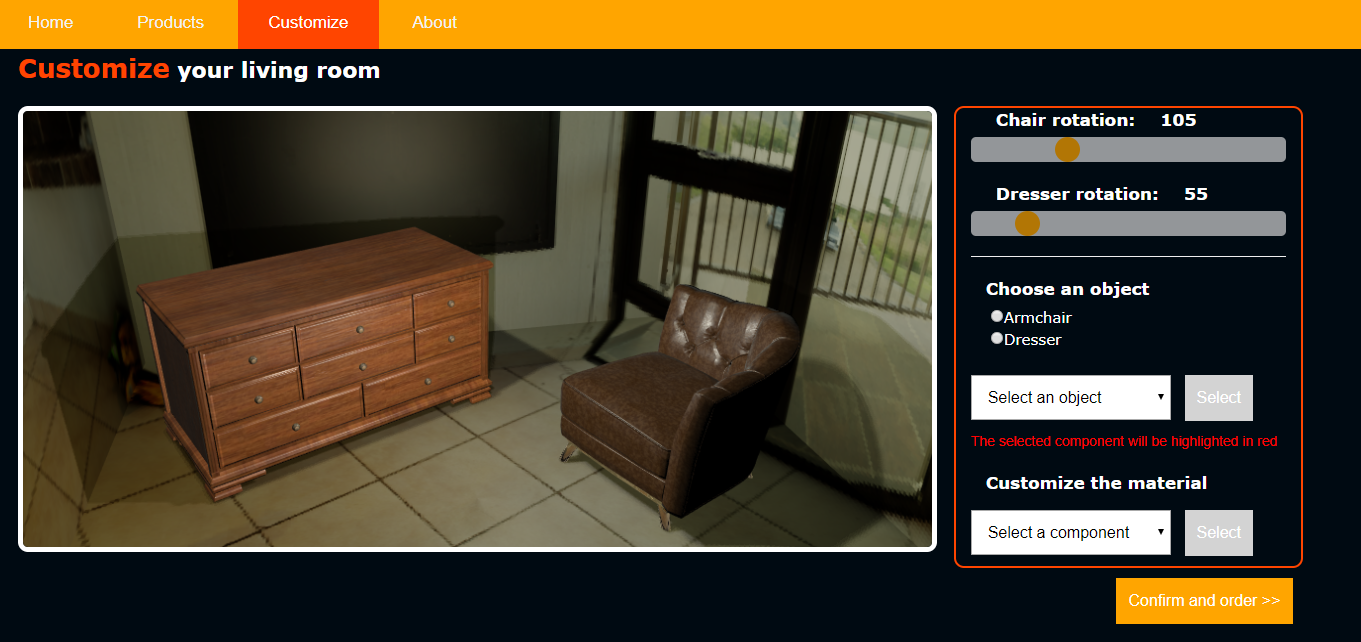 Home Products Customize About
Customize your living room
Chair rotation: 105
Dresser rotation: 55
Choose an object
Armchair
Dresser
Select an object Select
The selected component will be highlighted in red
Customize the material
Select a component Select
Confirm and order >>